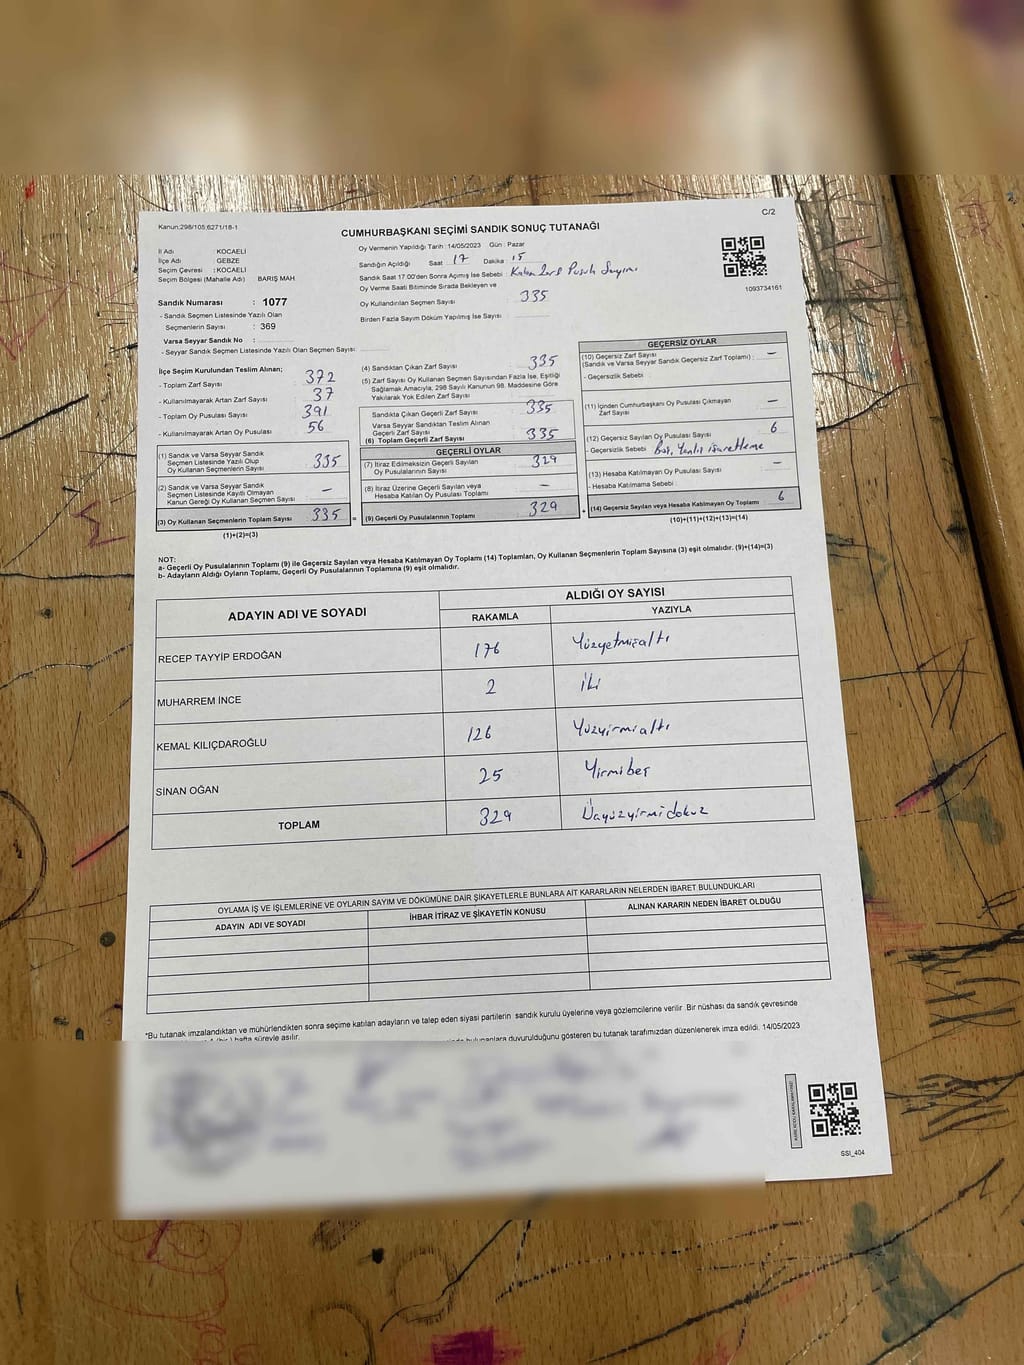 Kanun:298/105;6271/18-1
C/2
CUMHURBAŞKANI SEÇİMİ SANDIK SONUÇ TUTANAĞI
İl Adı KOCAELİ
İlçe Adı GEBZE
Seçim Çevresi : KOCAELİ
Seçim Bölgesi (Mahalle Adı) BARIŞ MAH.
Sandık Numarası : 1077
- Sandık Seçmen Listesinde Yazılı Olan
Seçmenlerin Sayısı : 369
Varsa Seyyar Sandık No :
- Seyyar Sandık Seçmen Listesinde Yazılı Olan Seçmen Sayısı:
Oy Vermenin Yapıldığı Tarih : 14/05/2023 Gün : Pazar
Sandığın Açıldığı Saat 17 Dakika : 15
Sandık Saat 17:00'den Sonra Açımış İse Sebebi : Kalan Zarf Pusula Sayımı
Oy Verme Saati Bitiminde Sırada Bekleyen ve
Oy Kullandırılan Seçmen Sayısı 335
Birden Fazla Sayım Döküm Yapılmış İse Sayısı :
1093734161
İlçe Seçim Kurulundan Teslim Alınan;
- Toplam Zarf Sayısı 372
- Kullanılmayarak Artan Zarf Sayısı 37
- Toplam Oy Pusulası Sayısı 391
- Kullanılmayarak Artan Oy Pusulası 56
(1) Sandık ve Varsa Seyyar Sandık
Seçmen Listesinde Yazılı Olup
Oy Kullanan Seçmenlerin Sayısı 335
(2) Sandık ve Varsa Seyyar Sandık
Seçmen Listesinde Kayıtlı Olmayan
Kanun Gereği Oy Kullanan Seçmen Sayısı –
(3) Oy Kullanan Seçmenlerin Toplam Sayısı 335
(1)+(2)=(3)
(4) Sandıktan Çıkan Zarf Sayısı 335
(5) Zarf Sayısı Oy Kullanan Seçmen Sayısından Fazla İse, Eşitliği
Sağlamak Amacıyla; 298 Sayılı Kanunun 98. Maddesine Göre
Yakılarak Yok Edilen Zarf Sayısı
Sandıkta Çıkan Geçerli Zarf Sayısı 335
Varsa Seyyar Sandıktan Teslim Alınan
Geçerli Zarf Sayısı
(6) Toplam Geçerli Zarf Sayısı 335
GEÇERLİ OYLAR
(7) İtiraz Edilmeksizin Geçerli Sayılan
Oy Pusulalarının Sayısı 329
(8) İtiraz Üzerine Geçerli Sayılan veya
Hesaba Katılan Oy Pusulası Toplamı –
= (9) Geçerli Oy Pusulalarının Toplamı 329
GEÇERSİZ OYLAR
(10) Geçersiz Zarf Sayısı
(Sandık ve Varsa Seyyar Sandık Geçersiz Zarf Toplamı) : –
- Geçersizlik Sebebi
(11) İçinden Cumhurbaşkanı Oy Pusulası Çıkmayan
Zarf Sayısı –
(12) Geçersiz Sayılan Oy Pusulası Sayısı 6
- Geçersizlik Sebebi Boş, Yanlış işaretleme
(13) Hesaba Katılmayan Oy Pusulası Sayısı –
- Hesaba Katılmama Sebebi
+ (14) Geçersiz Sayılan veya Hesaba Katılmayan Oy Toplamı 6
(10)+(11)+(12)+(13)=(14)
NOT:
a- Geçerli Oy Pusulalarının Toplamı (9) ile Geçersiz Sayılan veya Hesaba Katılmayan Oy Toplamı (14) Toplamları, Oy Kullanan Seçmenlerin Toplam Sayısına (3) eşit olmalıdır. (9)+(14)=(3)
b- Adayların Aldığı Oyların Toplamı, Geçerli Oy Pusulalarının Toplamına (9) eşit olmalıdır.
ADAYIN ADI VE SOYADI ALDIĞI OY SAYISI
RAKAMLA YAZIYLA
RECEP TAYYİP ERDOĞAN 176 Yüzyetmişaltı
MUHARREM İNCE 2 iki
KEMAL KILIÇDAROĞLU 126 Yüzyirmialtı
SİNAN OĞAN 25 Yirmibeş
TOPLAM 329 Üçyüzyirmidokuz
OYLAMA İŞ VE İŞLEMLERİNE VE OYLARIN SAYIM VE DÖKÜMÜNE DAİR ŞİKAYETLERLE BUNLARA AİT KARARLARIN NELERDEN İBARET BULUNDUKLARI
ADAYIN ADI VE SOYADI İHBAR İTİRAZ VE ŞİKAYETİN KONUSU ALINAN KARARIN NEDEN İBARET OLDUĞU
*Bu tutanak imzalandıktan ve mühürlendikten sonra seçime katılan adayların ve talep eden siyasi partilerin sandık kurulu üyelerine veya gözlemcilerine verilir. Bir nüshası da sandık çevresinde
(bir) hafta süreyle asılır.
bulunanlara duyurulduğunu gösteren bu tutanak tarafımızdan düzenlenerek imza edildi. 14/05/2023
SSI_404